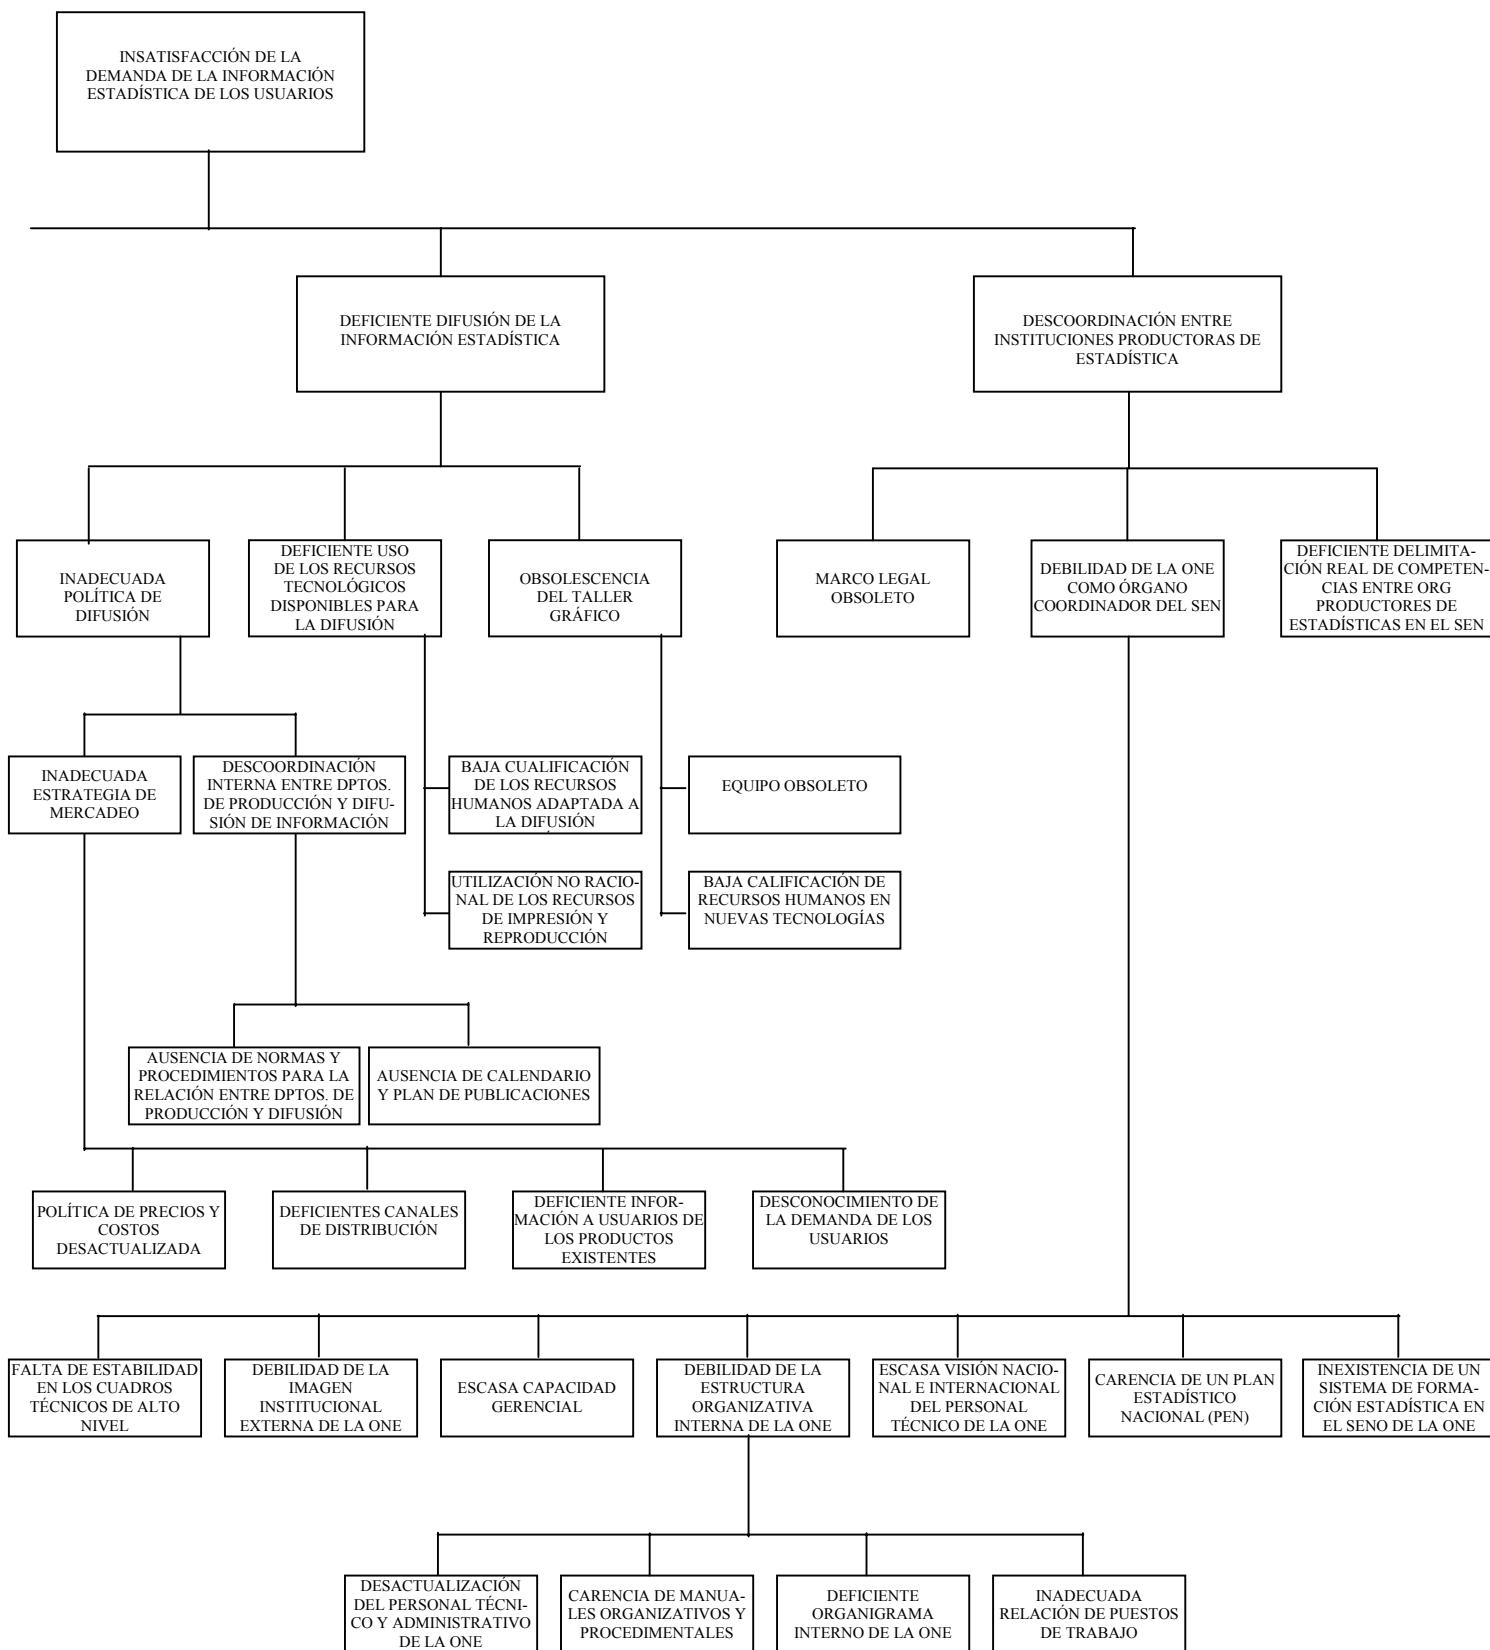 INSATISFACCIÓN DE LA
DEMANDA DE LA INFORMACIÓN
ESTADÍSTICA DE LOS USUARIOS
DEFICIENTE DIFUSIÓN DE LA
INFORMACIÓN ESTADÍSTICA
DESCOORDINACIÓN ENTRE
INSTITUCIONES PRODUCTORAS DE
ESTADÍSTICA
INADECUADA
POLÍTICA DE
DIFUSIÓN
DEFICIENTE USO
DE LOS RECURSOS
TECNOLÓGICOS
DISPONIBLES PARA
LA DIFUSIÓN
OBSOLESCENCIA
DEL TALLER
GRÁFICO
MARCO LEGAL
OBSOLETO
DEBILIDAD DE LA ONE
COMO ÓRGANO
COORDINADOR DEL SEN
DEFICIENTE DELIMITA-
CIÓN REAL DE COMPETEN-
CIAS ENTRE ORG
PRODUCTORES DE
ESTADÍSTICAS EN EL SEN
INADECUADA
ESTRATEGIA DE
MERCADEO
DESCOORDINACIÓN
INTERNA ENTRE DPTOS.
DE PRODUCCIÓN Y DIFU-
SIÓN DE INFORMACIÓN
BAJA CUALIFICACIÓN
DE LOS RECURSOS
HUMANOS ADAPTADA A
LA DIFUSIÓN
EQUIPO OBSOLETO
UTILIZACIÓN NO RACIO-
NAL DE LOS RECURSOS
DE IMPRESIÓN Y
REPRODUCCIÓN
BAJA CALIFICACIÓN DE
RECURSOS HUMANOS EN
NUEVAS TECNOLOGÍAS
AUSENCIA DE NORMAS Y
PROCEDIMIENTOS PARA LA
RELACIÓN ENTRE DPTOS. DE
PRODUCCIÓN Y DIFUSIÓN
AUSENCIA DE CALENDARIO
Y PLAN DE PUBLICACIONES
POLÍTICA DE PRECIOS Y
COSTOS
DESACTUALIZADA
DEFICIENTES CANALES
DE DISTRIBUCIÓN
DEFICIENTE INFOR-
MACIÓN A USUARIOS DE
LOS PRODUCTOS
EXISTENTES
DESCONOCIMIENTO DE
LA DEMANDA DE LOS
USUARIOS
FALTA DE ESTABILIDAD
EN LOS CUADROS
TÉCNICOS DE ALTO
NIVEL
DEBILIDAD DE LA
IMAGEN
INSTITUCIONAL
EXTERNA DE LA ONE
ESCASA CAPACIDAD
GERENCIAL
DEBILIDAD DE LA
ESTRUCTURA
ORGANIZATIVA
INTERNA DE LA ONE
ESCASA VISIÓN NACIO-
NAL E INTERNACIONAL
DEL PERSONAL
TÉCNICO DE LA ONE
CARENCIA DE UN PLAN
ESTADÍSTICO
NACIONAL (PEN)
INEXISTENCIA DE UN
SISTEMA DE FORMA-
CIÓN ESTADÍSTICA EN
EL SENO DE LA ONE
DESACTUALIZACIÓN
DEL PERSONAL TÉCNI-
CO Y ADMINISTRATIVO
DE LA ONE
CARENCIA DE MANUA-
LES ORGANIZATIVOS Y
PROCEDIMENTALES
DEFICIENTE
ORGANIGRAMA
INTERNO DE LA ONE
INADECUADA
RELACIÓN DE PUESTOS
DE TRABAJO